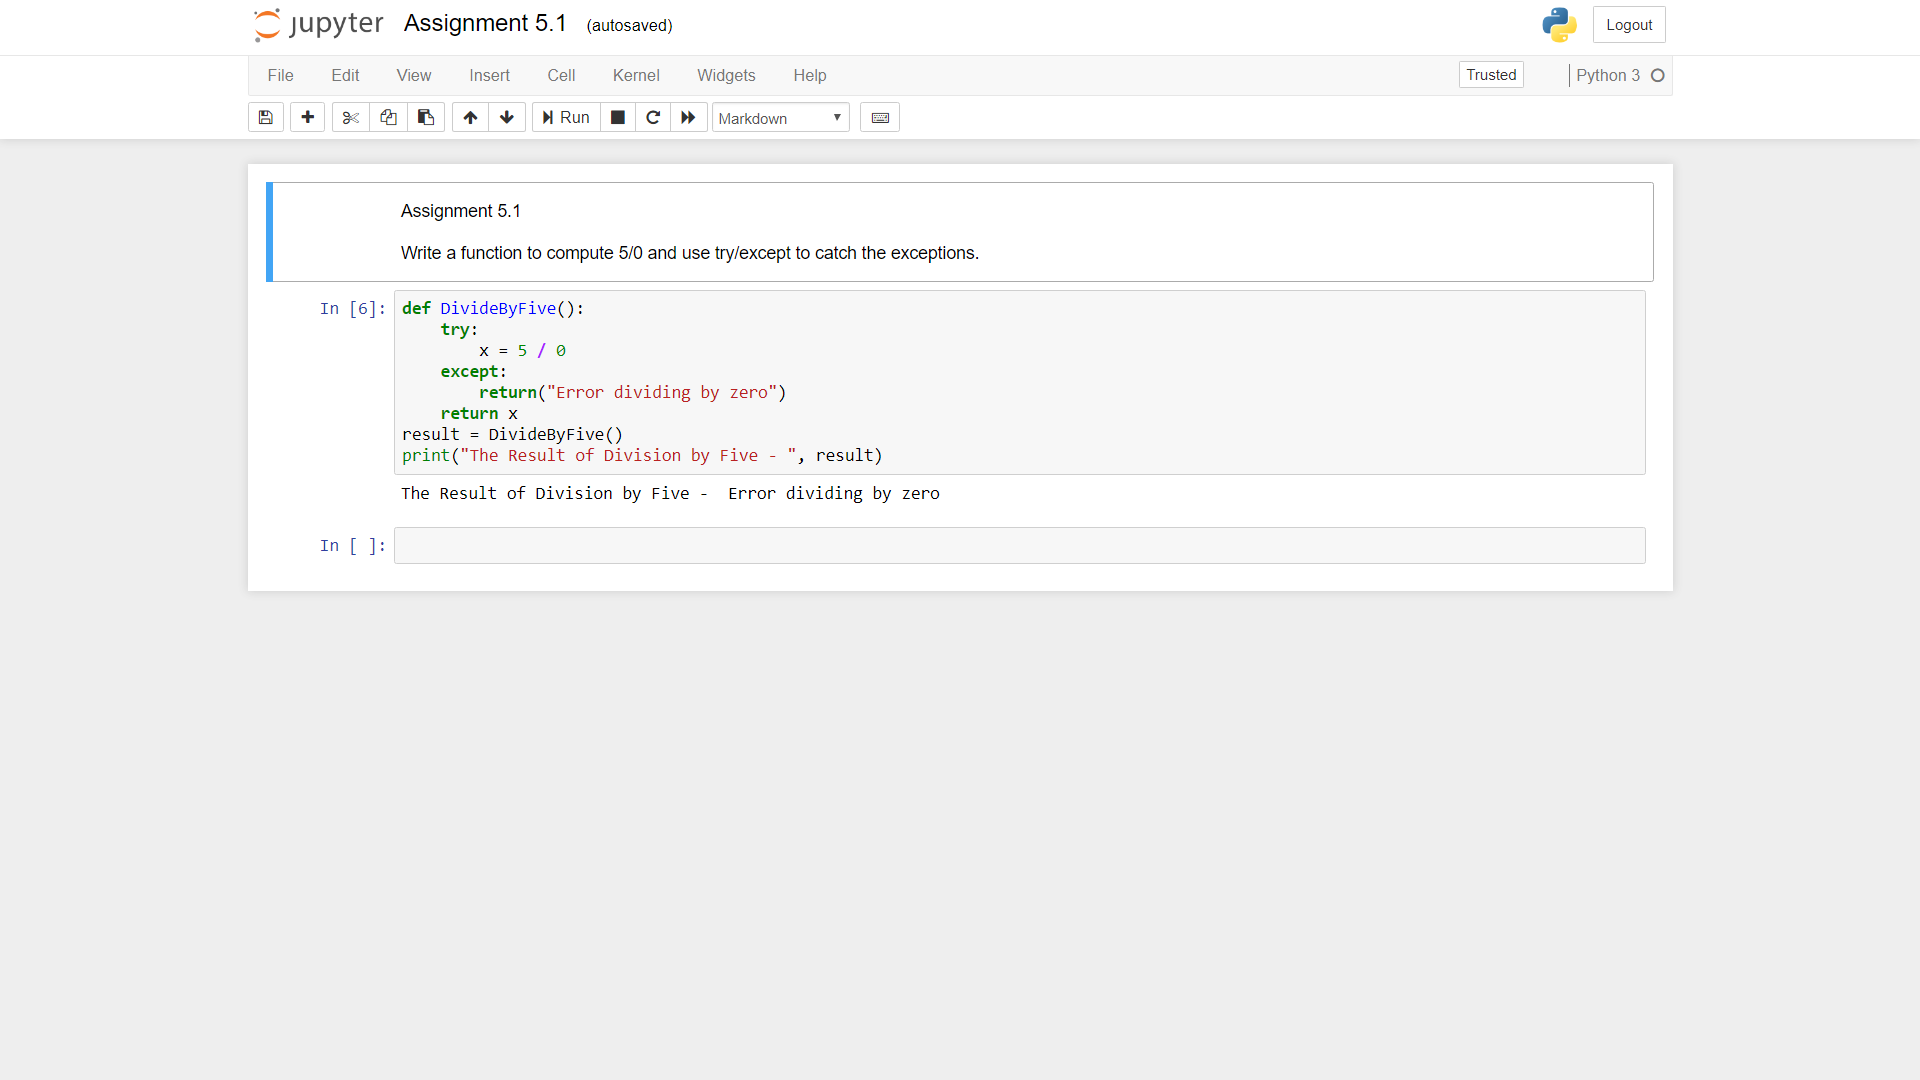 jupyter Assignment 5.1 (autosaved) Logout
File Edit View Insert Cell Kernel Widgets Help Trusted Python 3
Run Markdown
Assignment 5.1
Write a function to compute 5/0 and use try/except to catch the exceptions.
In [6]: def DivideByFive():
    try:
        x = 5 / 0
    except:
        return("Error dividing by zero")
    return x
result = DivideByFive()
print("The Result of Division by Five - ", result)
The Result of Division by Five -  Error dividing by zero
In [ ]: